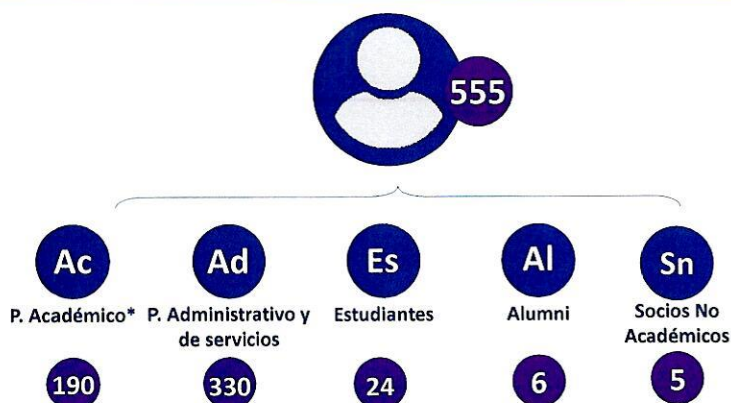 555
Ac
Ad
Es
Al
Sn
P. Académico*
P. Administrativo y
de servicios
Estudiantes
Alumni
Socios No
Académicos
190
330
24
6
5